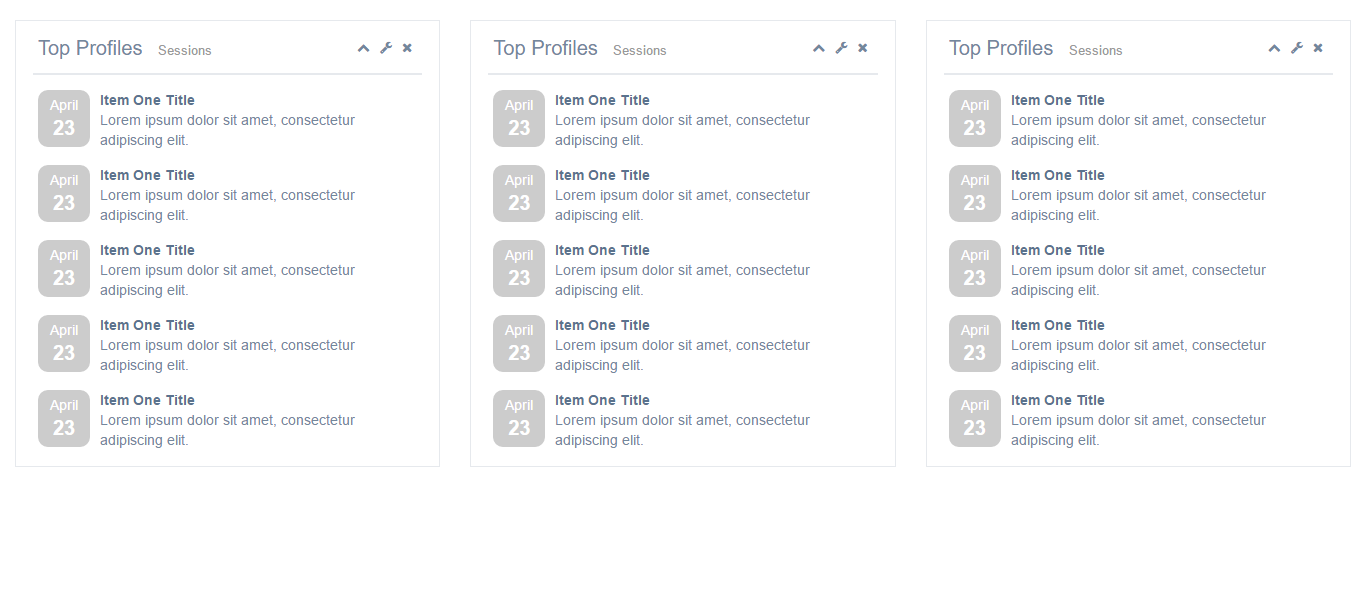 Top Profiles Sessions
April
23
Item One Title
Lorem ipsum dolor sit amet, consectetur
adipiscing elit.
April
23
Item One Title
Lorem ipsum dolor sit amet, consectetur
adipiscing elit.
April
23
Item One Title
Lorem ipsum dolor sit amet, consectetur
adipiscing elit.
April
23
Item One Title
Lorem ipsum dolor sit amet, consectetur
adipiscing elit.
April
23
Item One Title
Lorem ipsum dolor sit amet, consectetur
adipiscing elit.
Top Profiles Sessions
April
23
Item One Title
Lorem ipsum dolor sit amet, consectetur
adipiscing elit.
April
23
Item One Title
Lorem ipsum dolor sit amet, consectetur
adipiscing elit.
April
23
Item One Title
Lorem ipsum dolor sit amet, consectetur
adipiscing elit.
April
23
Item One Title
Lorem ipsum dolor sit amet, consectetur
adipiscing elit.
April
23
Item One Title
Lorem ipsum dolor sit amet, consectetur
adipiscing elit.
Top Profiles Sessions
April
23
Item One Title
Lorem ipsum dolor sit amet, consectetur
adipiscing elit.
April
23
Item One Title
Lorem ipsum dolor sit amet, consectetur
adipiscing elit.
April
23
Item One Title
Lorem ipsum dolor sit amet, consectetur
adipiscing elit.
April
23
Item One Title
Lorem ipsum dolor sit amet, consectetur
adipiscing elit.
April
23
Item One Title
Lorem ipsum dolor sit amet, consectetur
adipiscing elit.